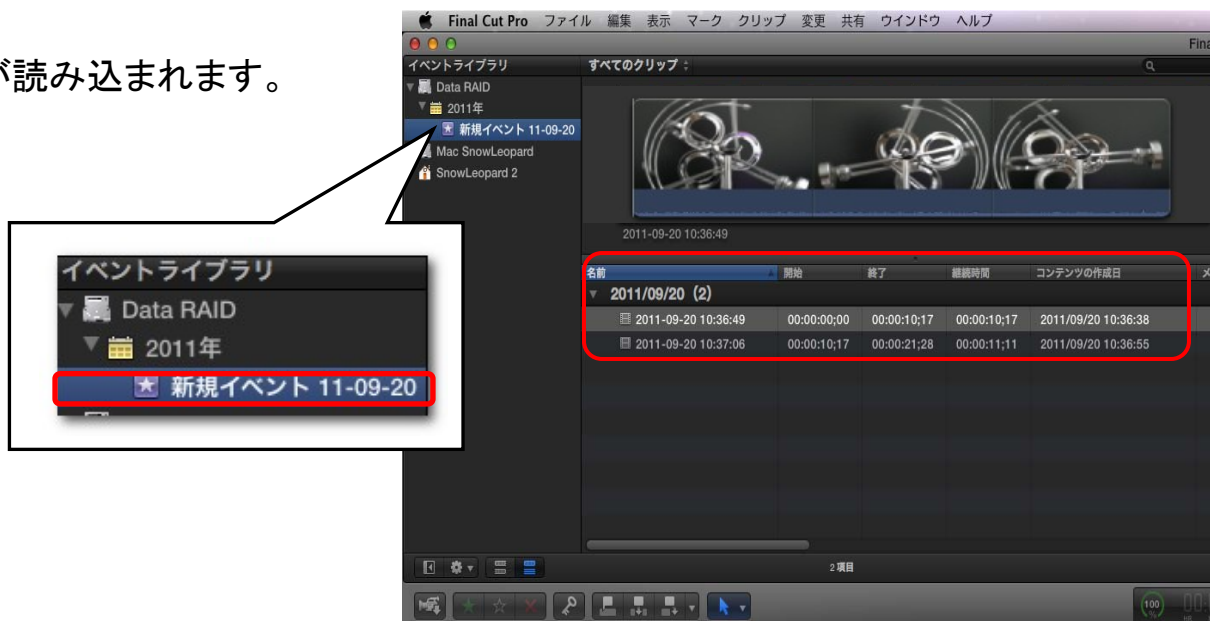 が読み込まれます。
Final Cut Pro ファイル 編集 表示 マーク クリップ 変更 共有 ウインドウ ヘルプ
イベントライブラリ すべてのクリップ
Data RAID
2011年
新規イベント 11-09-20
Mac SnowLeopard
SnowLeopard 2
2011-09-20 10:36:49
イベントライブラリ
Data RAID
2011年
新規イベント 11-09-20
名前 開始 終了 継続時間 コンテンツの作成日
2011/09/20 (2)
2011-09-20 10:36:49 00:00:00;00 00:00:10;17 00:00:10;17 2011/09/20 10:36:38
2011-09-20 10:37:06 00:00:10;17 00:00:21;28 00:00:11;11 2011/09/20 10:36:55
2 項目
100
%